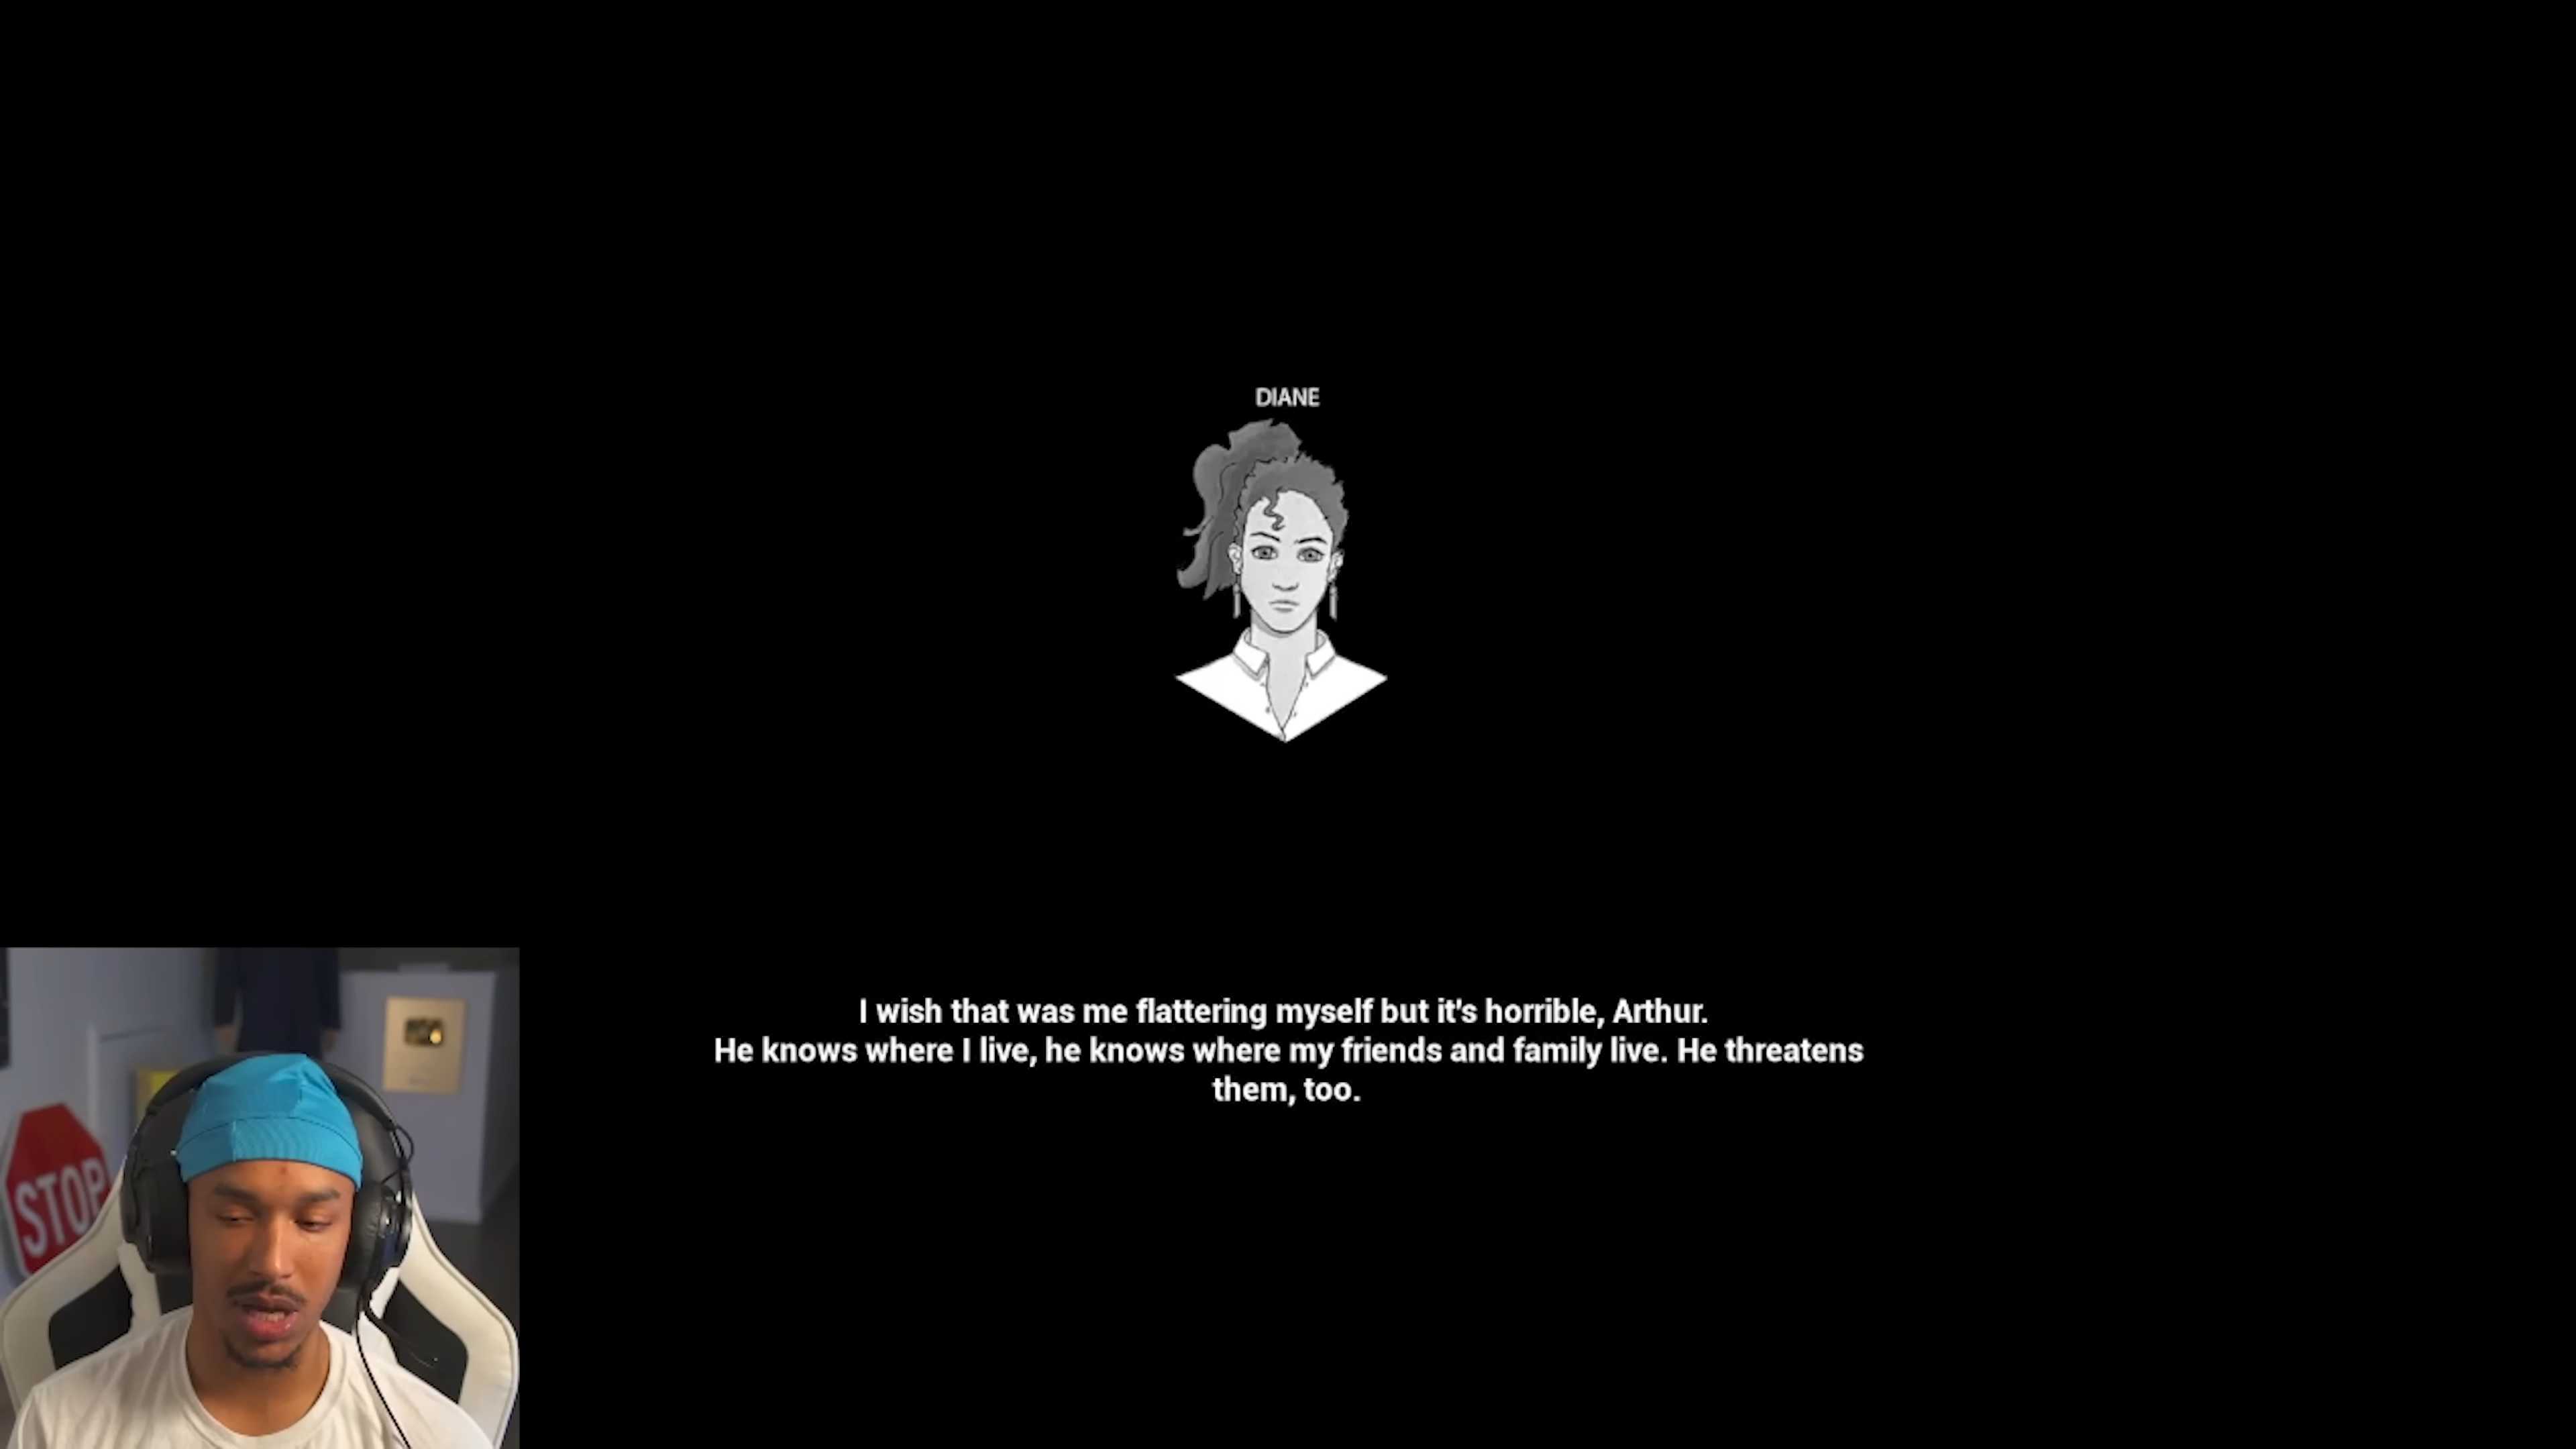 DIANE
I wish that was me flattering myself but it's horrible, Arthur.
He knows where I live, he knows where my friends and family live. He threatens
them, too.
STOP